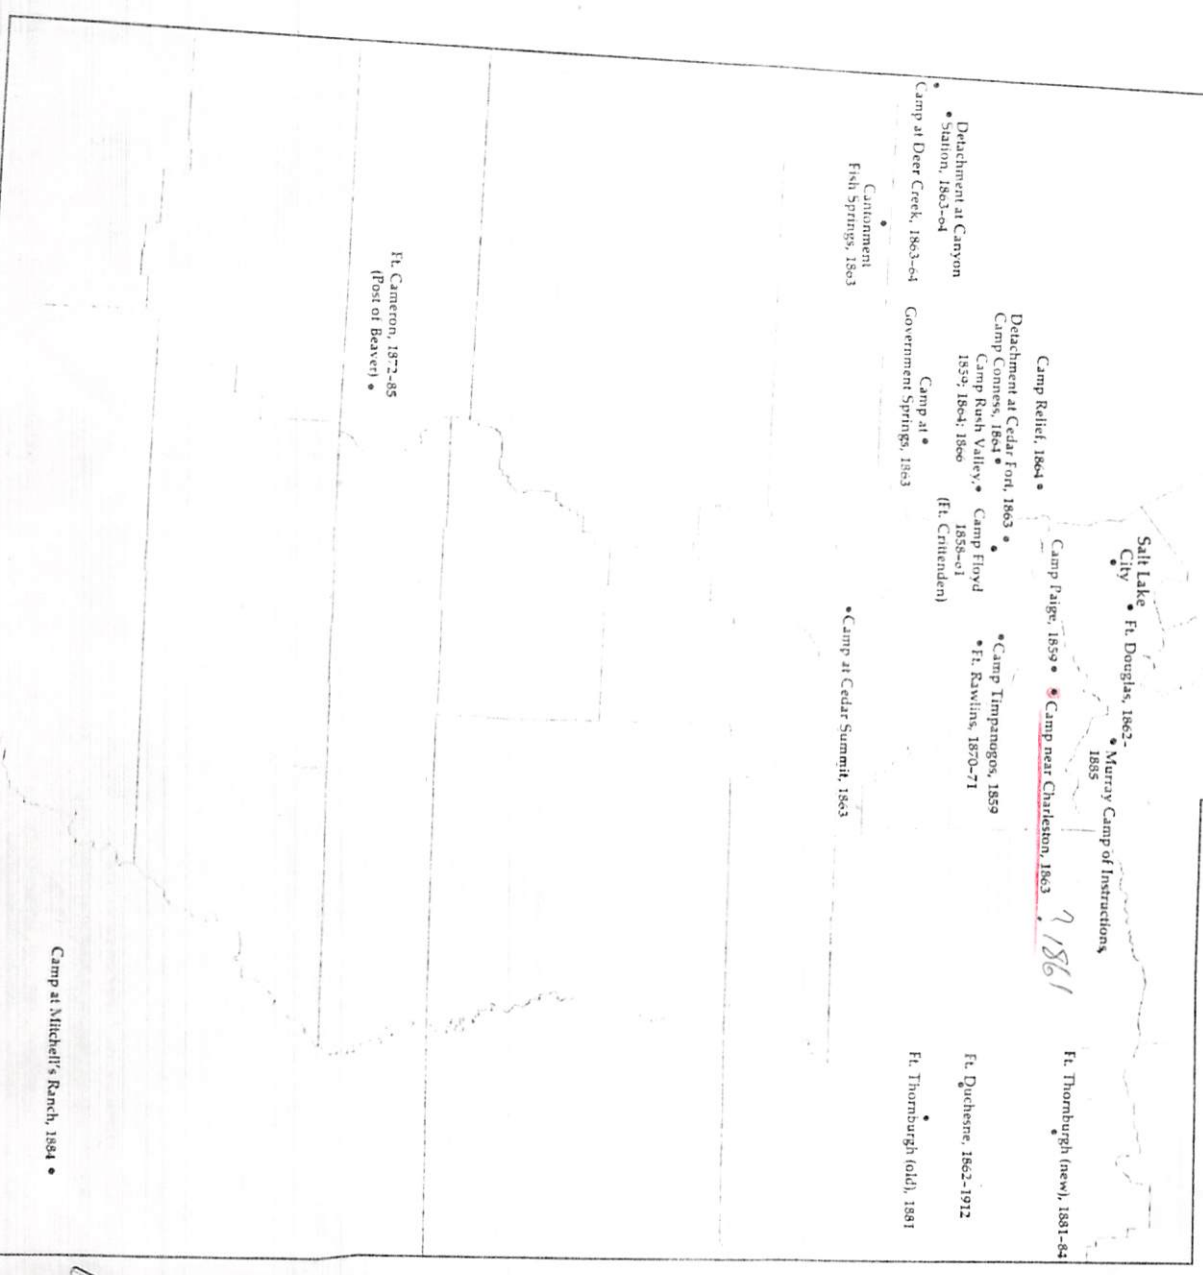 Salt Lake
City
Ft. Douglas, 1862-
Murray Camp of Instructions,
1885
Camp Relief, 1864
Camp Paige, 1859
Camp near Charleston, 1863
? 1861
Ft. Thornburgh (new), 1881-84
Detachment at Cedar Fort, 1863
Camp Conness, 1864
Camp Rush Valley,
1859; 1864; 1866
Camp Floyd
1858-61
(Ft. Crittenden)
Camp Timpanogos, 1859
Ft. Rawlins, 1870-71
Ft. Duchesne, 1862-1912
Detachment at Canyon
Station, 1863-64
Camp at Deer Creek, 1863-64
Camp at
Government Springs, 1863
Ft. Thornburgh (old), 1881
Cantonment
Fish Springs, 1863
Camp at Cedar Summit, 1863
Ft. Cameron, 1872-85
(Post of Beaver)
Camp at Mitchell's Ranch, 1884